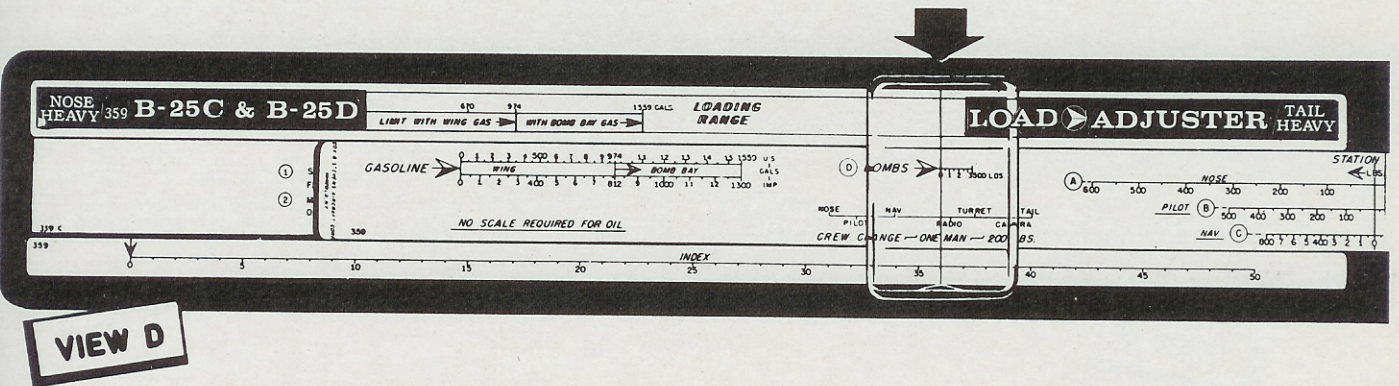 NOSE HEAVY 359 B-25C & B-25D
670 974 1559 GALS
LIMIT WITH WING GAS WITH BOMB BAY GAS
LOADING RANGE
LOAD ADJUSTER TAIL HEAVY
1
2
359 C
GASOLINE
0 1 2 3 4 500 6 7 8 9 974 11 12 13 14 15 1550 US
WING BOMB BAY GALS
0 1 2 3 400 5 6 7 812 9 1000 11 12 1300 IMP
NO SCALE REQUIRED FOR OIL
350
D BOMBS
LBS.
NOSE NAV TURRET TAIL
PILOT RADIO CAMERA
CREW CHANGE — ONE MAN — 200 LBS.
STATION
LBS.
A NOSE
600 500 400 300 200 100
PILOT B
500 400 300 200 100
NAV C
800 7 6 5 400 3 2 1 0
359
INDEX
0 5 10 15 20 25 30 35 40 45 50
VIEW D